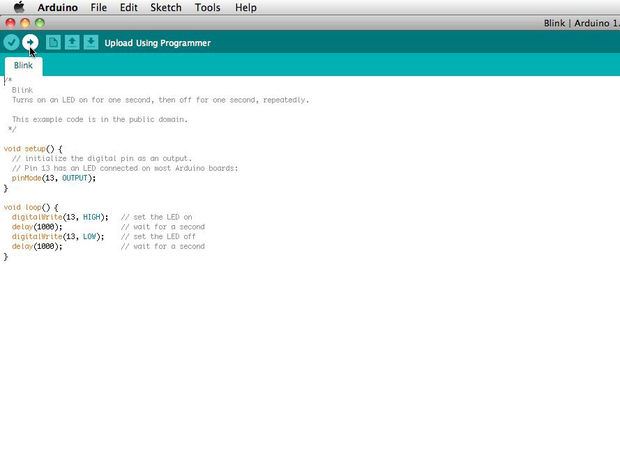 Arduino File Edit Sketch Tools Help
Blink | Arduino 1.
Upload Using Programmer
Blink
/*
  Blink
  Turns on an LED on for one second, then off for one second, repeatedly.

  This example code is in the public domain.
 */

void setup() {
  // initialize the digital pin as an output.
  // Pin 13 has an LED connected on most Arduino boards:
  pinMode(13, OUTPUT);
}

void loop() {
  digitalWrite(13, HIGH);   // set the LED on
  delay(1000);              // wait for a second
  digitalWrite(13, LOW);    // set the LED off
  delay(1000);              // wait for a second
}